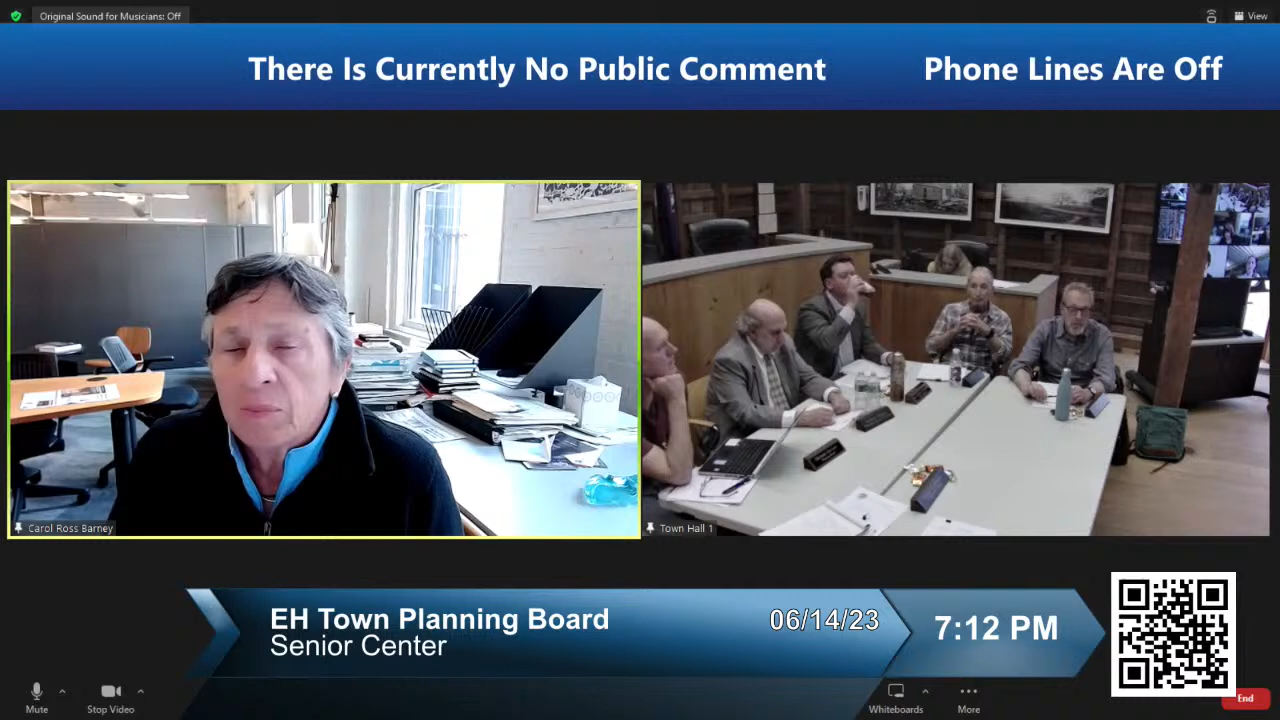 Original Sound for Musicians: Off
View
There Is Currently No Public Comment
Phone Lines Are Off
Carol Ross Barney
Town Hall 1
EH Town Planning Board
06/14/23
7:12 PM
Senior Center
Mute
Stop Video
Whiteboards
More
End